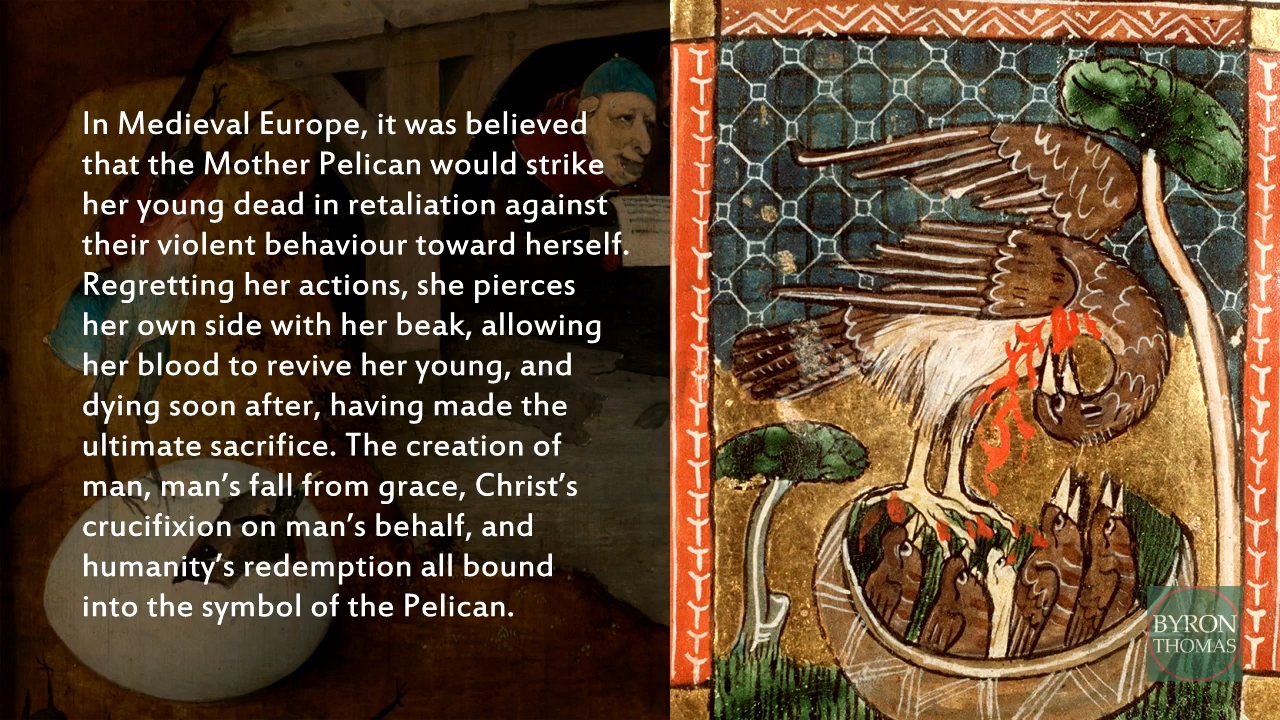 In Medieval Europe, it was believed
that the Mother Pelican would strike
her young dead in retaliation against
their violent behaviour toward herself.
Regretting her actions, she pierces
her own side with her beak, allowing
her blood to revive her young, and
dying soon after, having made the
ultimate sacrifice. The creation of
man, man’s fall from grace, Christ’s
crucifixion on man’s behalf, and
humanity’s redemption all bound
into the symbol of the Pelican.
BYRON
THOMAS